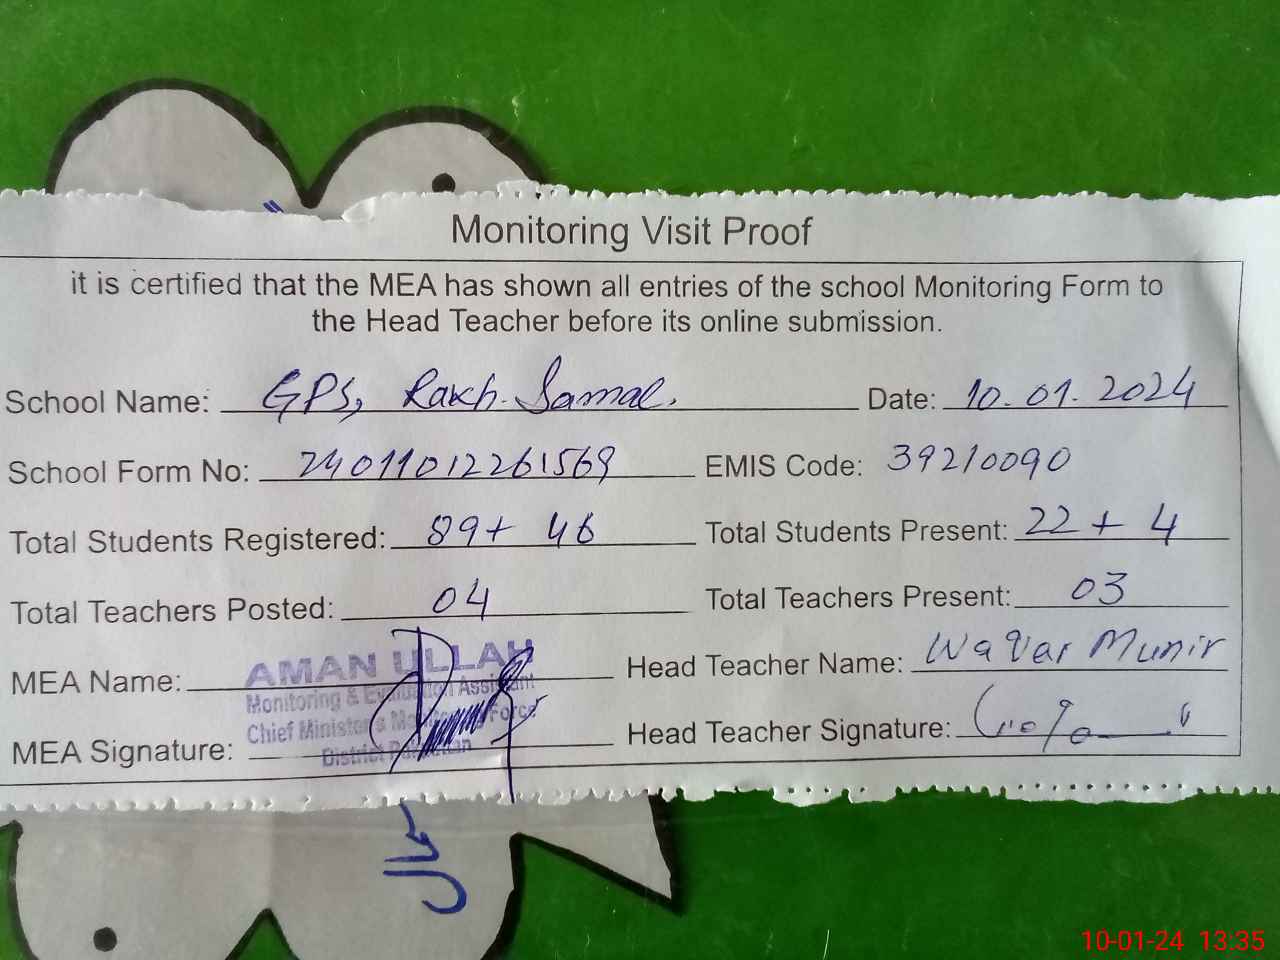 Monitoring Visit Proof
it is certified that the MEA has shown all entries of the school Monitoring Form to
the Head Teacher before its online submission.
School Name: GPS, Rakh. Samal. Date: 10.01.2024
School Form No: 24011012261569 EMIS Code: 39210090
Total Students Registered: 89+ 46 Total Students Present: 22 + 4
Total Teachers Posted: 04 Total Teachers Present: 03
MEA Name: AMAN ULLAH Head Teacher Name: Waqar Munir
Monitoring & Evaluation Assistant
Chief Minister's Monitoring Force
MEA Signature: Head Teacher Signature:
District Pakpattan
10-01-24 13:35